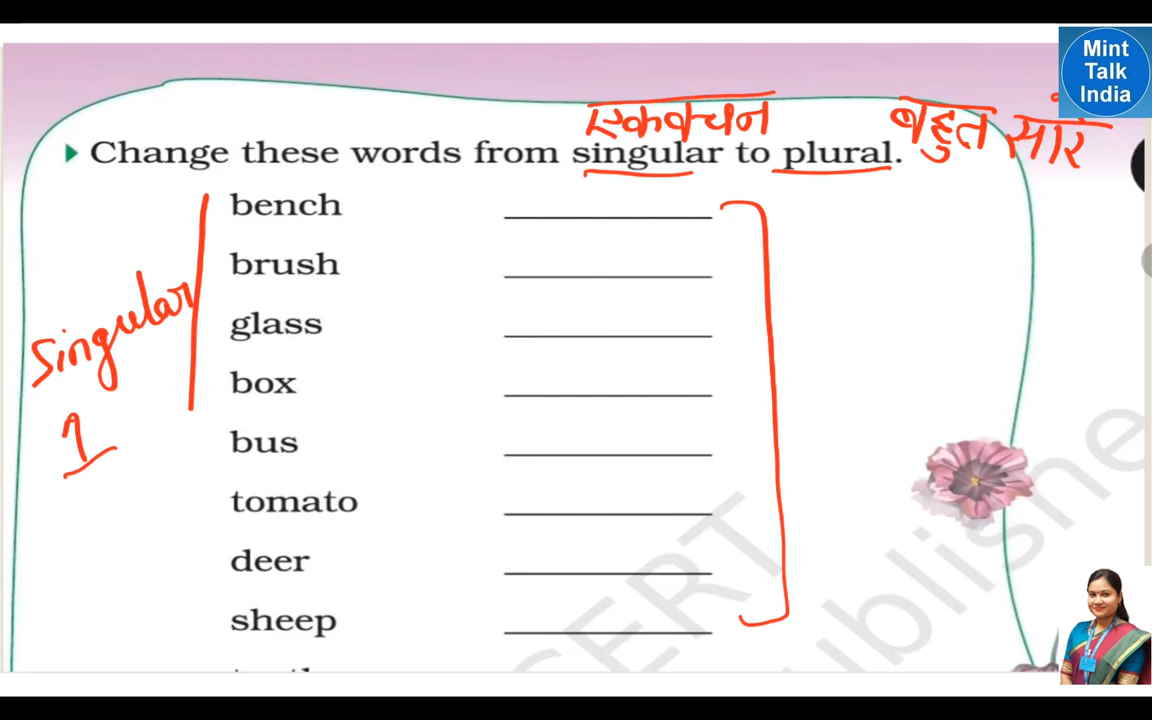 Mint
Talk
India
एकवचन बहुत सारे
Change these words from singular to plural.
bench
brush
glass
box
bus
tomato
deer
sheep
Singular
1